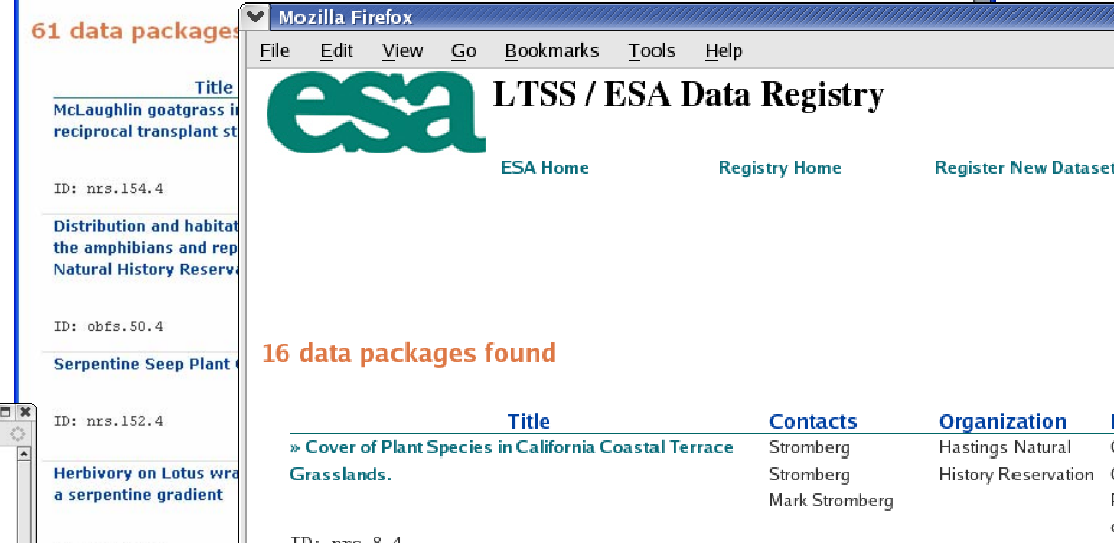 61 data packages
Title
McLaughlin goatgrass
reciprocal transplant
ID: nrs.154.4
Distribution and habitat
the amphibians and
Natural History
ID: obfs.50.4
Serpentine Seep Plant
ID: nrs.152.4
Herbivory on Lotus
a serpentine gradient
Mozilla Firefox
File Edit View Go Bookmarks Tools Help
esa LTSS / ESA Data Registry
ESA Home Registry Home Register New Dataset
16 data packages found
Title Contacts Organization
» Cover of Plant Species in California Coastal Terrace Stromberg Hastings Natural
Grasslands. Stromberg History Reservation
Mark Stromberg
ID: nrs.8.4